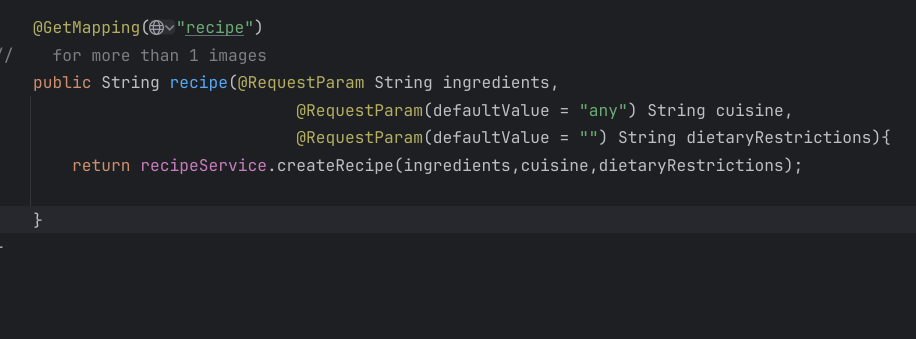 @GetMapping("recipe")
//    for more than 1 images
public String recipe(@RequestParam String ingredients,
@RequestParam(defaultValue = "any") String cuisine,
@RequestParam(defaultValue = "") String dietaryRestrictions){
return recipeService.createRecipe(ingredients,cuisine,dietaryRestrictions);
}